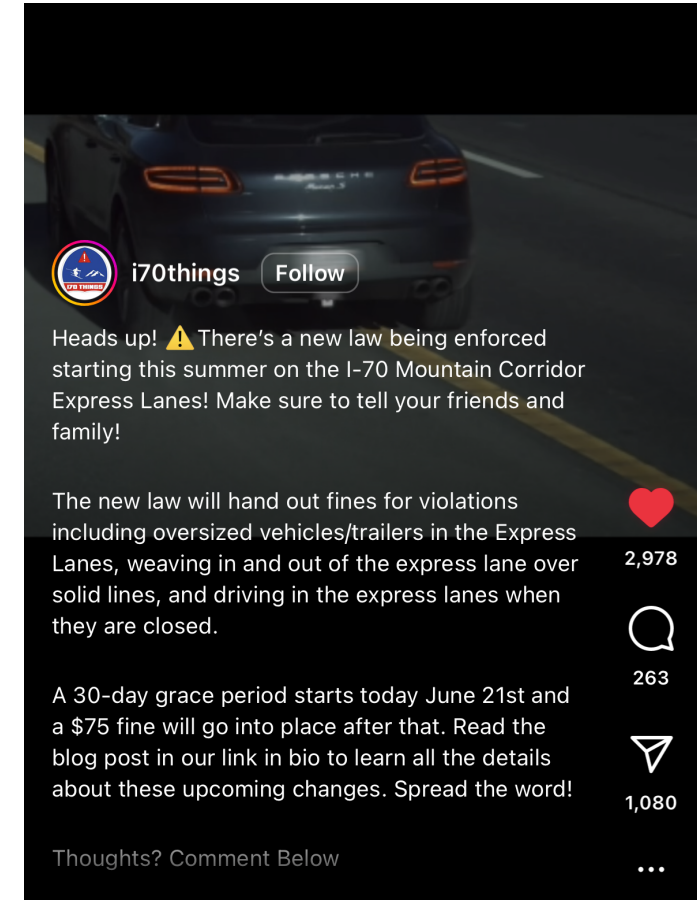 PORSCHE
Macan S
I70 THINGS
i70things
Follow
Heads up! ⚠️There's a new law being enforced
starting this summer on the I-70 Mountain Corridor
Express Lanes! Make sure to tell your friends and
family!
The new law will hand out fines for violations
including oversized vehicles/trailers in the Express
Lanes, weaving in and out of the express lane over
solid lines, and driving in the express lanes when
they are closed.
A 30-day grace period starts today June 21st and
a $75 fine will go into place after that. Read the
blog post in our link in bio to learn all the details
about these upcoming changes. Spread the word!
Thoughts? Comment Below
2,978
263
1,080